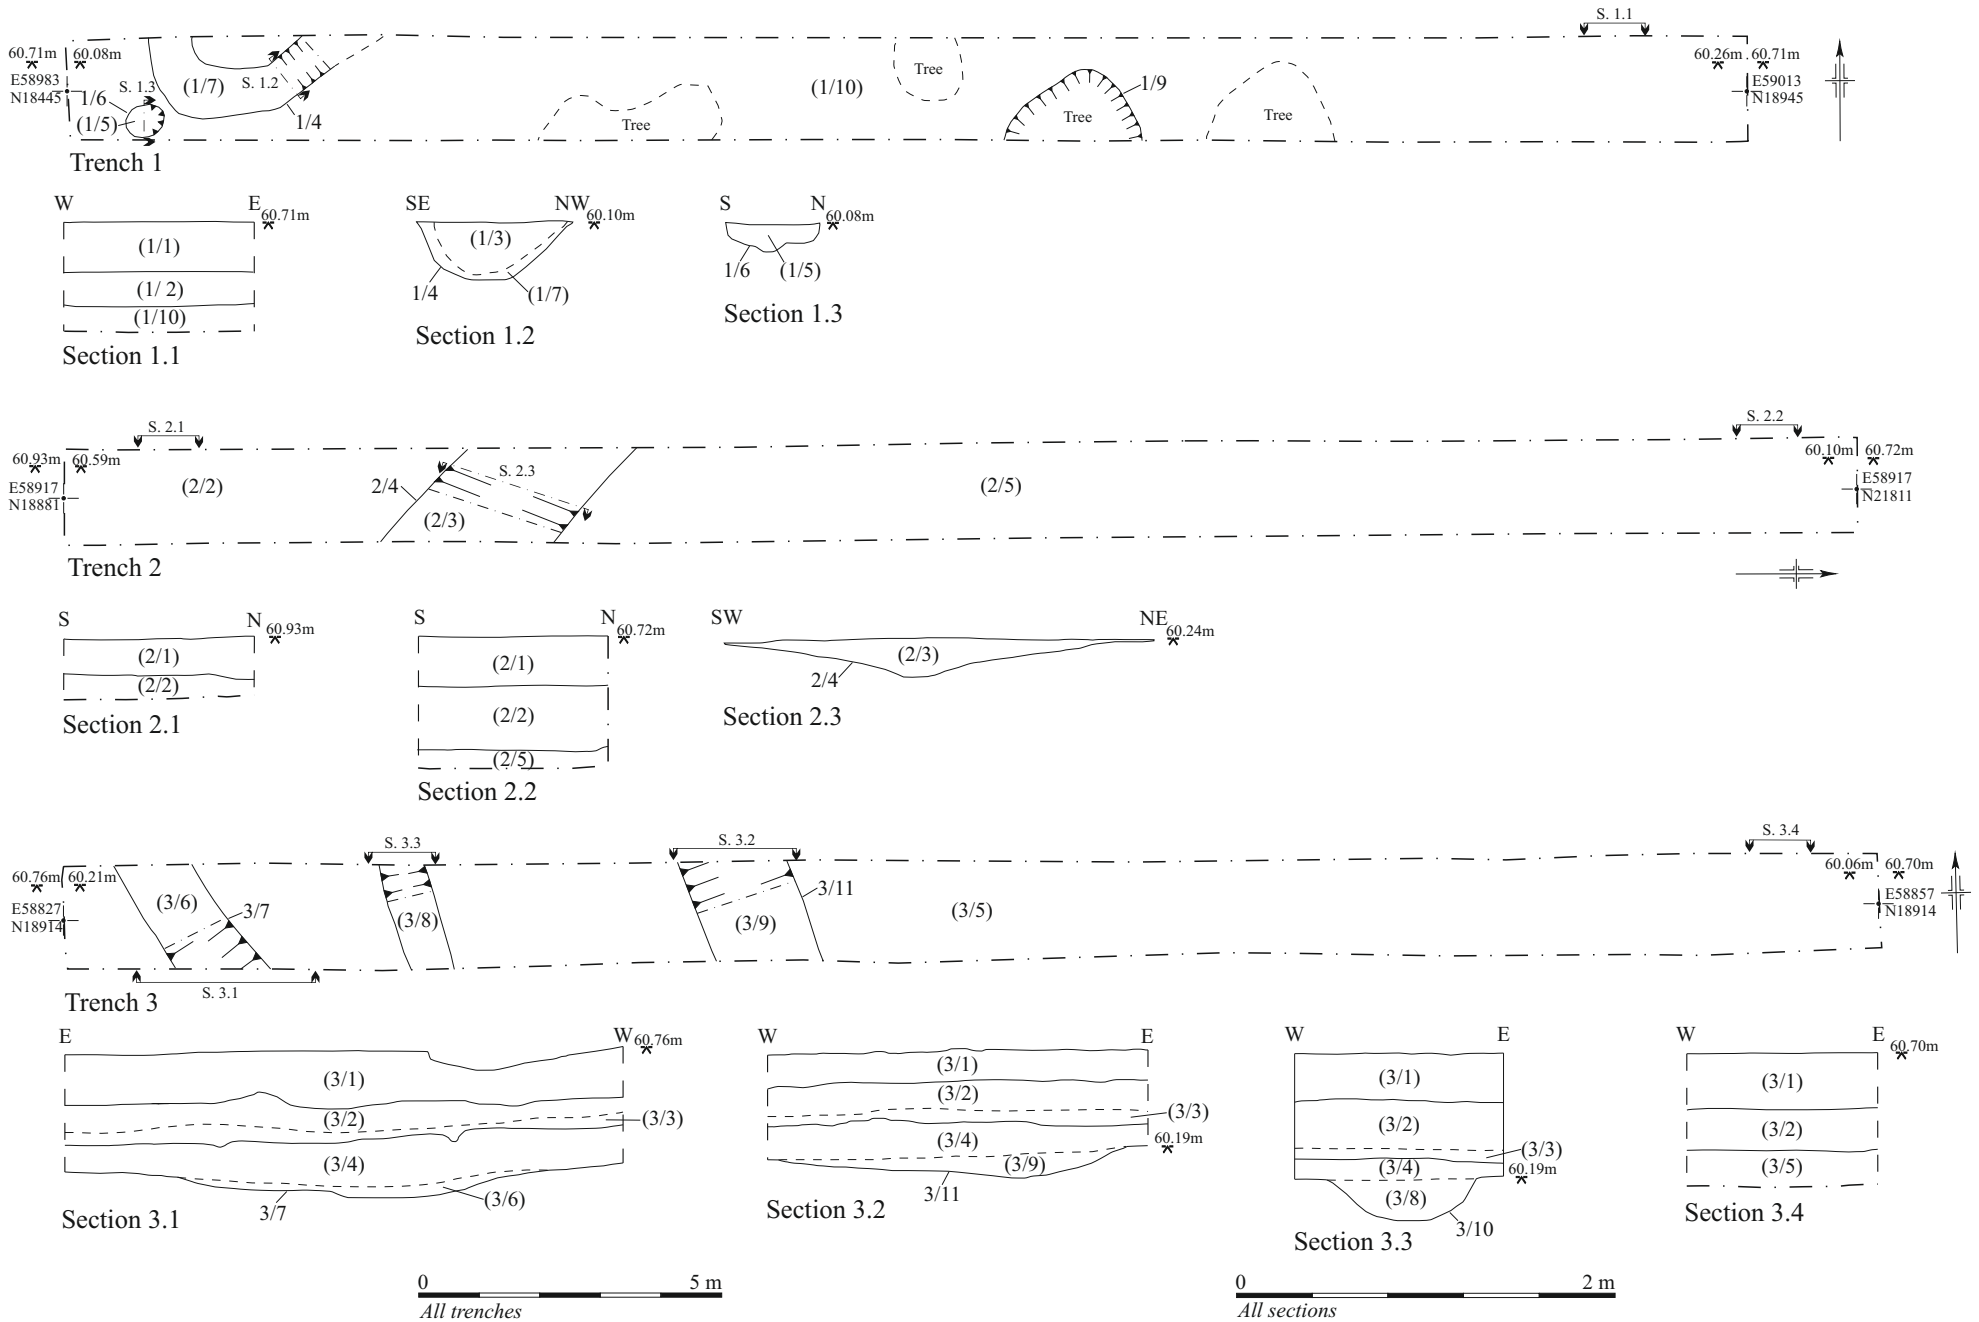 S. 1.1
60.71m 60.08m
E58983
N18445
S. 1.3
1/6
(1/5)
(1/7)
S. 1.2
1/4
Tree
(1/10)
Tree
Tree
1/9
Tree
60.26m 60.71m
E59013
N18945
Trench 1
W E 60.71m
(1/1)
(1/ 2)
(1/10)
Section 1.1
SE NW 60.10m
(1/3)
1/4 (1/7)
Section 1.2
S N 60.08m
1/6 (1/5)
Section 1.3
S. 2.1
S. 2.2
60.93m 60.59m
E58917
N18881
(2/2)
2/4
(2/3)
S. 2.3
(2/5)
60.10m 60.72m
E58917
N21811
Trench 2
S N 60.93m
(2/1)
(2/2)
Section 2.1
S N 60.72m
(2/1)
(2/2)
(2/5)
Section 2.2
SW NE 60.24m
(2/3)
2/4
Section 2.3
S. 3.3
S. 3.2
S. 3.4
60.76m 60.21m
E58827
N18914
(3/6)
3/7
(3/8)
(3/9)
3/11
(3/5)
60.06m 60.70m
E58857
N18914
S. 3.1
Trench 3
E W 60.76m
(3/1)
(3/2)
(3/3)
(3/4)
(3/6)
3/7
Section 3.1
W E
(3/1)
(3/2)
(3/3)
(3/4)
60.19m
(3/9)
3/11
Section 3.2
W E
(3/1)
(3/2)
(3/3)
(3/4)
60.19m
(3/8)
3/10
Section 3.3
W E 60.70m
(3/1)
(3/2)
(3/5)
Section 3.4
0 5 m
All trenches
0 2 m
All sections